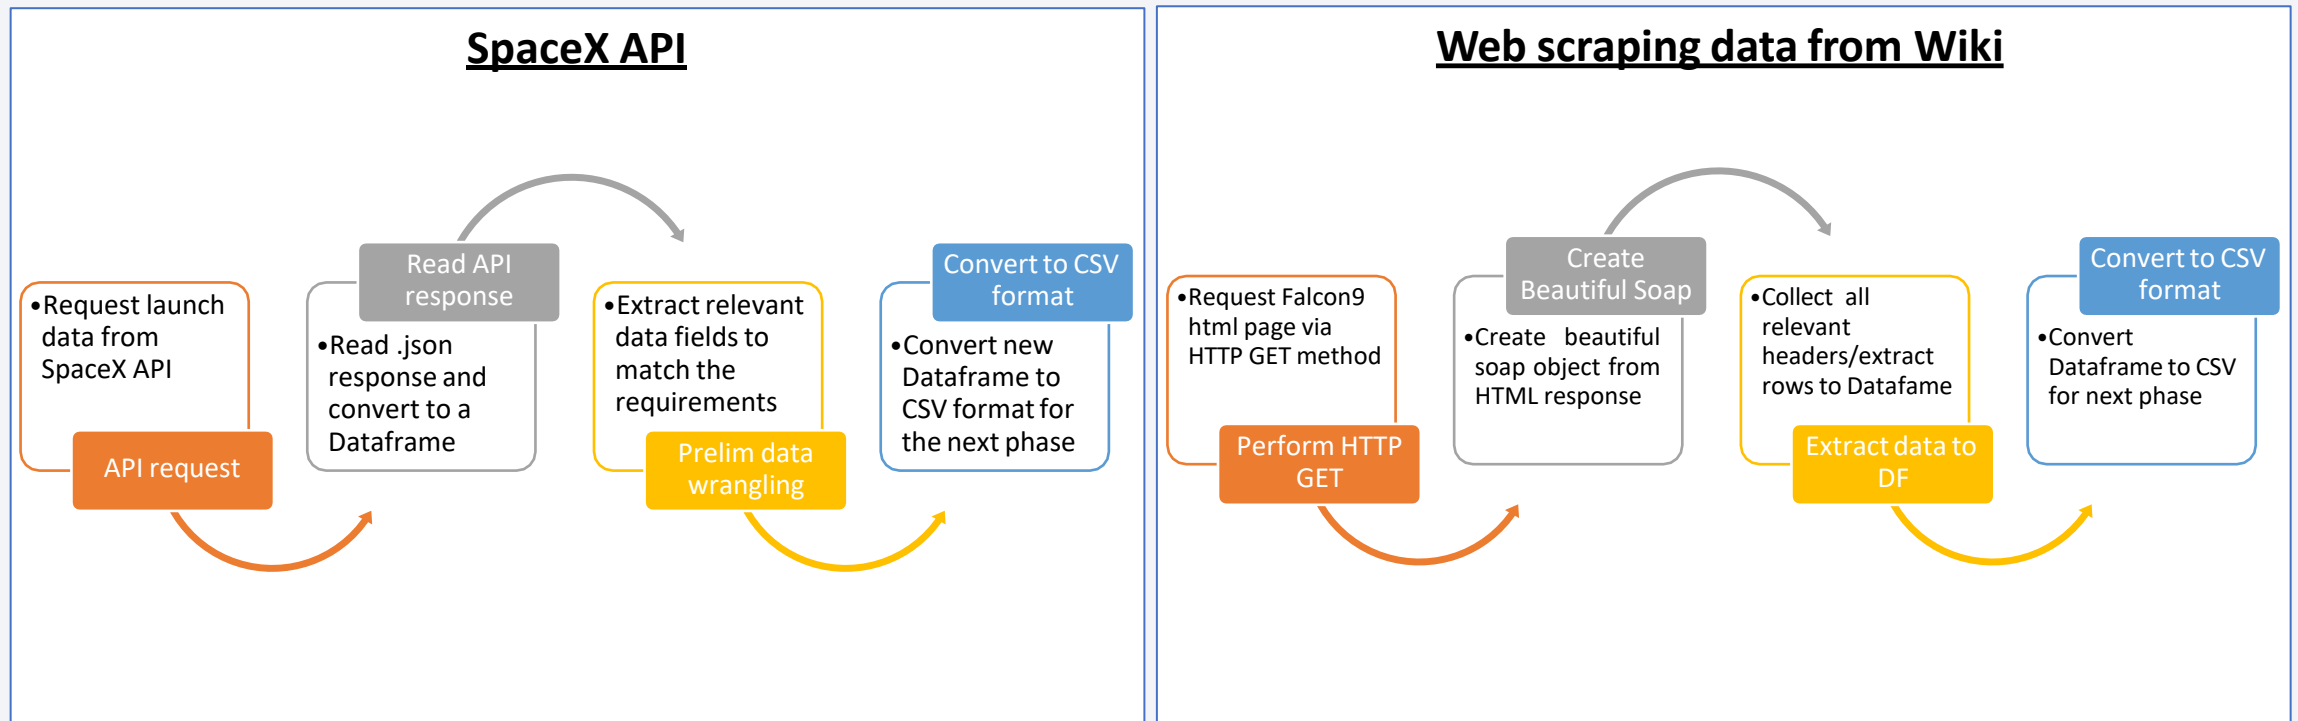 SpaceX API
•Request launch
data from
SpaceX API
API request
Read API
response
•Read .json
response and
convert to a
Dataframe
•Extract relevant
data fields to
match the
requirements
Prelim data
wrangling
Convert to CSV
format
•Convert new
Dataframe to
CSV format for
the next phase
Web scraping data from Wiki
•Request Falcon9
html page via
HTTP GET method
Perform HTTP
GET
Create
Beautiful Soap
•Create beautiful
soap object from
HTML response
•Collect all
relevant
headers/extract
rows to Datafame
Extract data to
DF
Convert to CSV
format
•Convert
Dataframe to CSV
for next phase